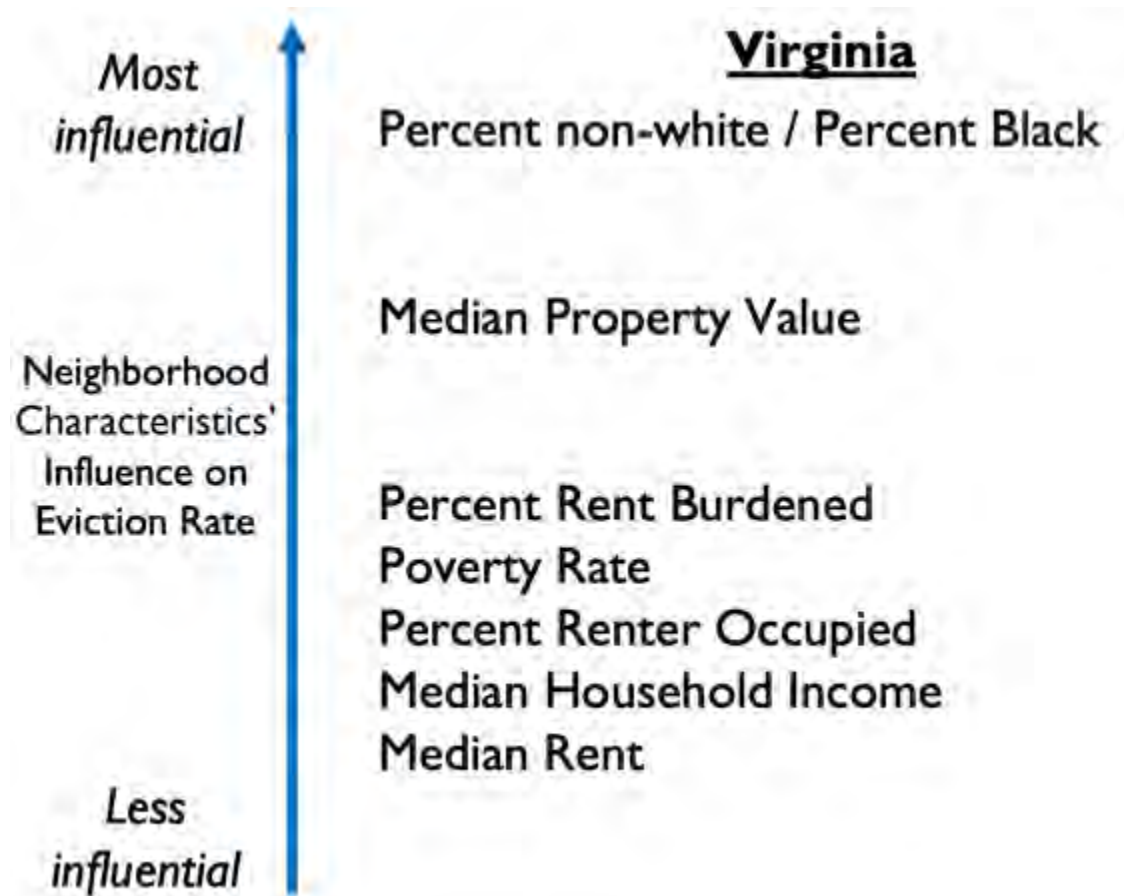 Most
influential
Neighborhood
Characteristics'
Influence on
Eviction Rate
Less
influential
Virginia
Percent non-white / Percent Black
Median Property Value
Percent Rent Burdened
Poverty Rate
Percent Renter Occupied
Median Household Income
Median Rent